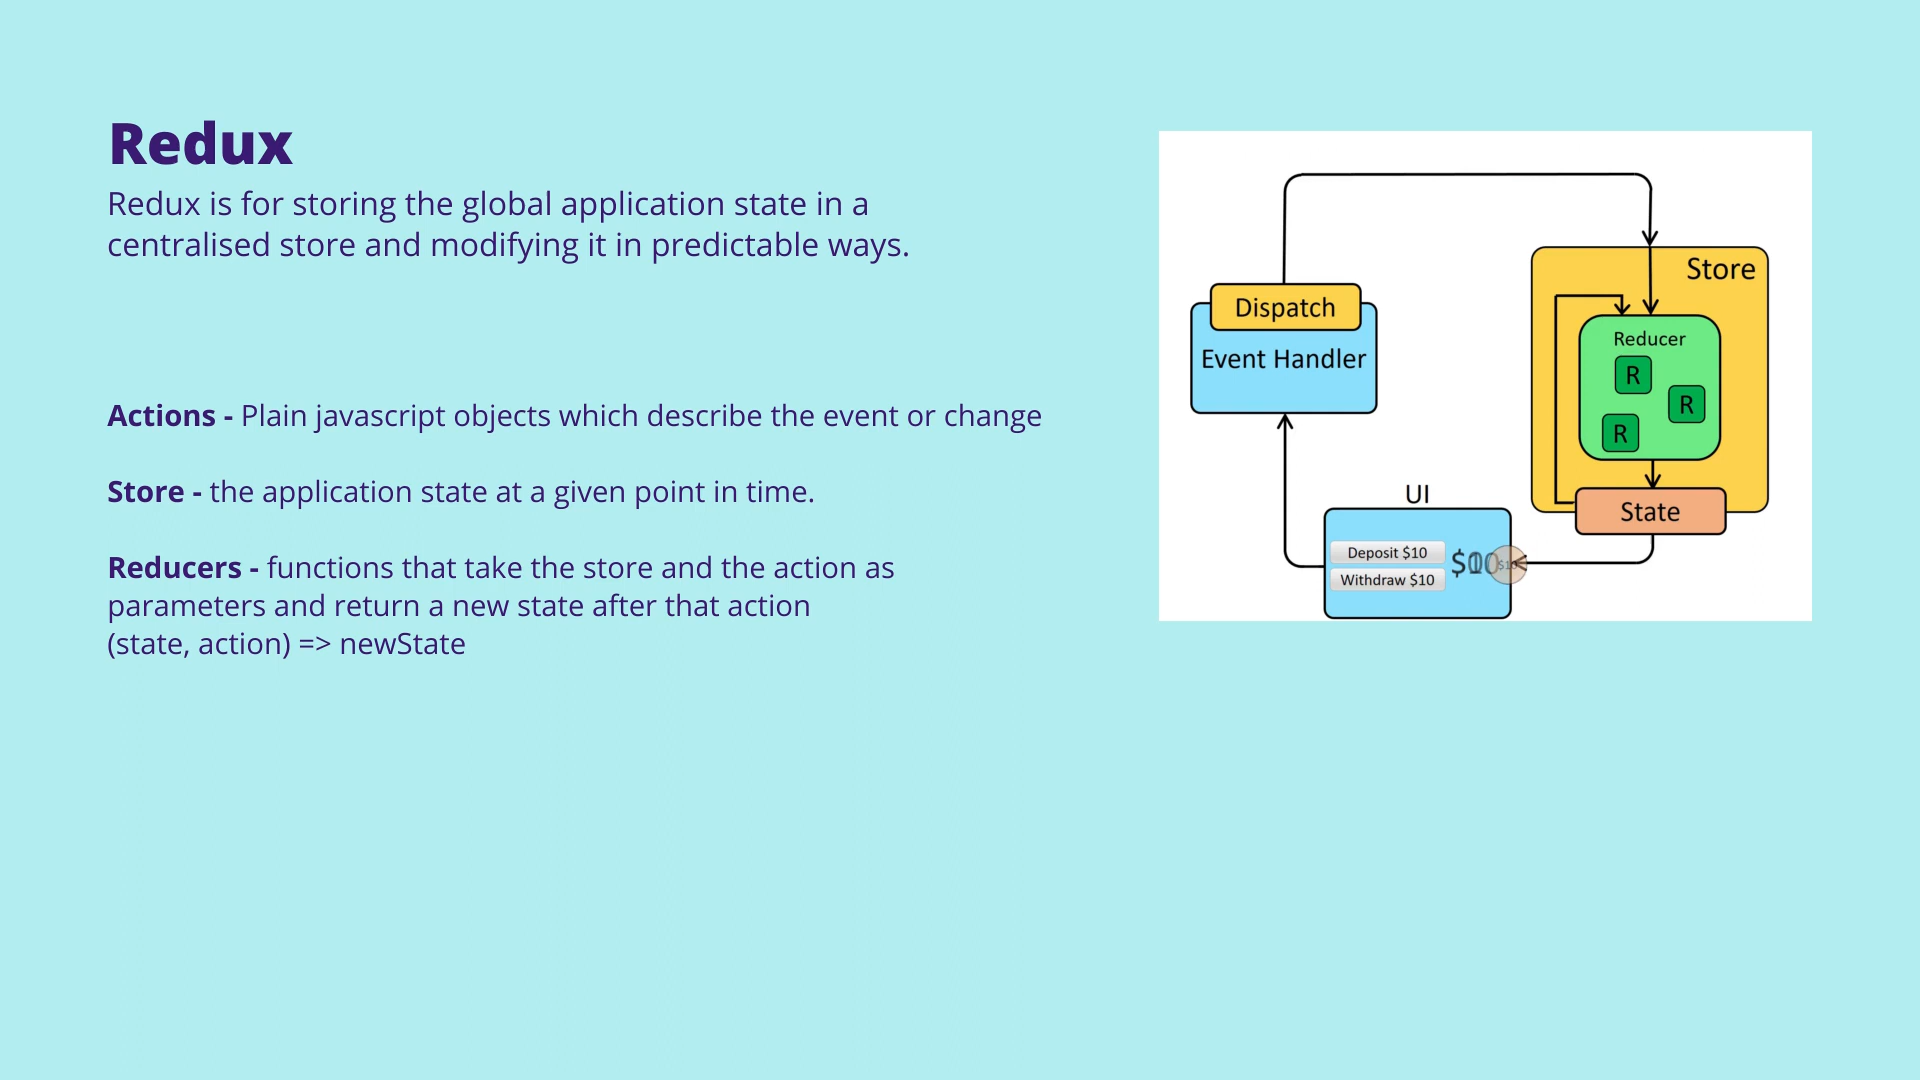 Redux
Redux is for storing the global application state in a
centralised store and modifying it in predictable ways.
Actions - Plain javascript objects which describe the event or change
Store - the application state at a given point in time.
Reducers - functions that take the store and the action as
parameters and return a new state after that action
(state, action) => newState
Dispatch
Event Handler
Store
Reducer
R
R
R
State
UI
Deposit $10
Withdraw $10